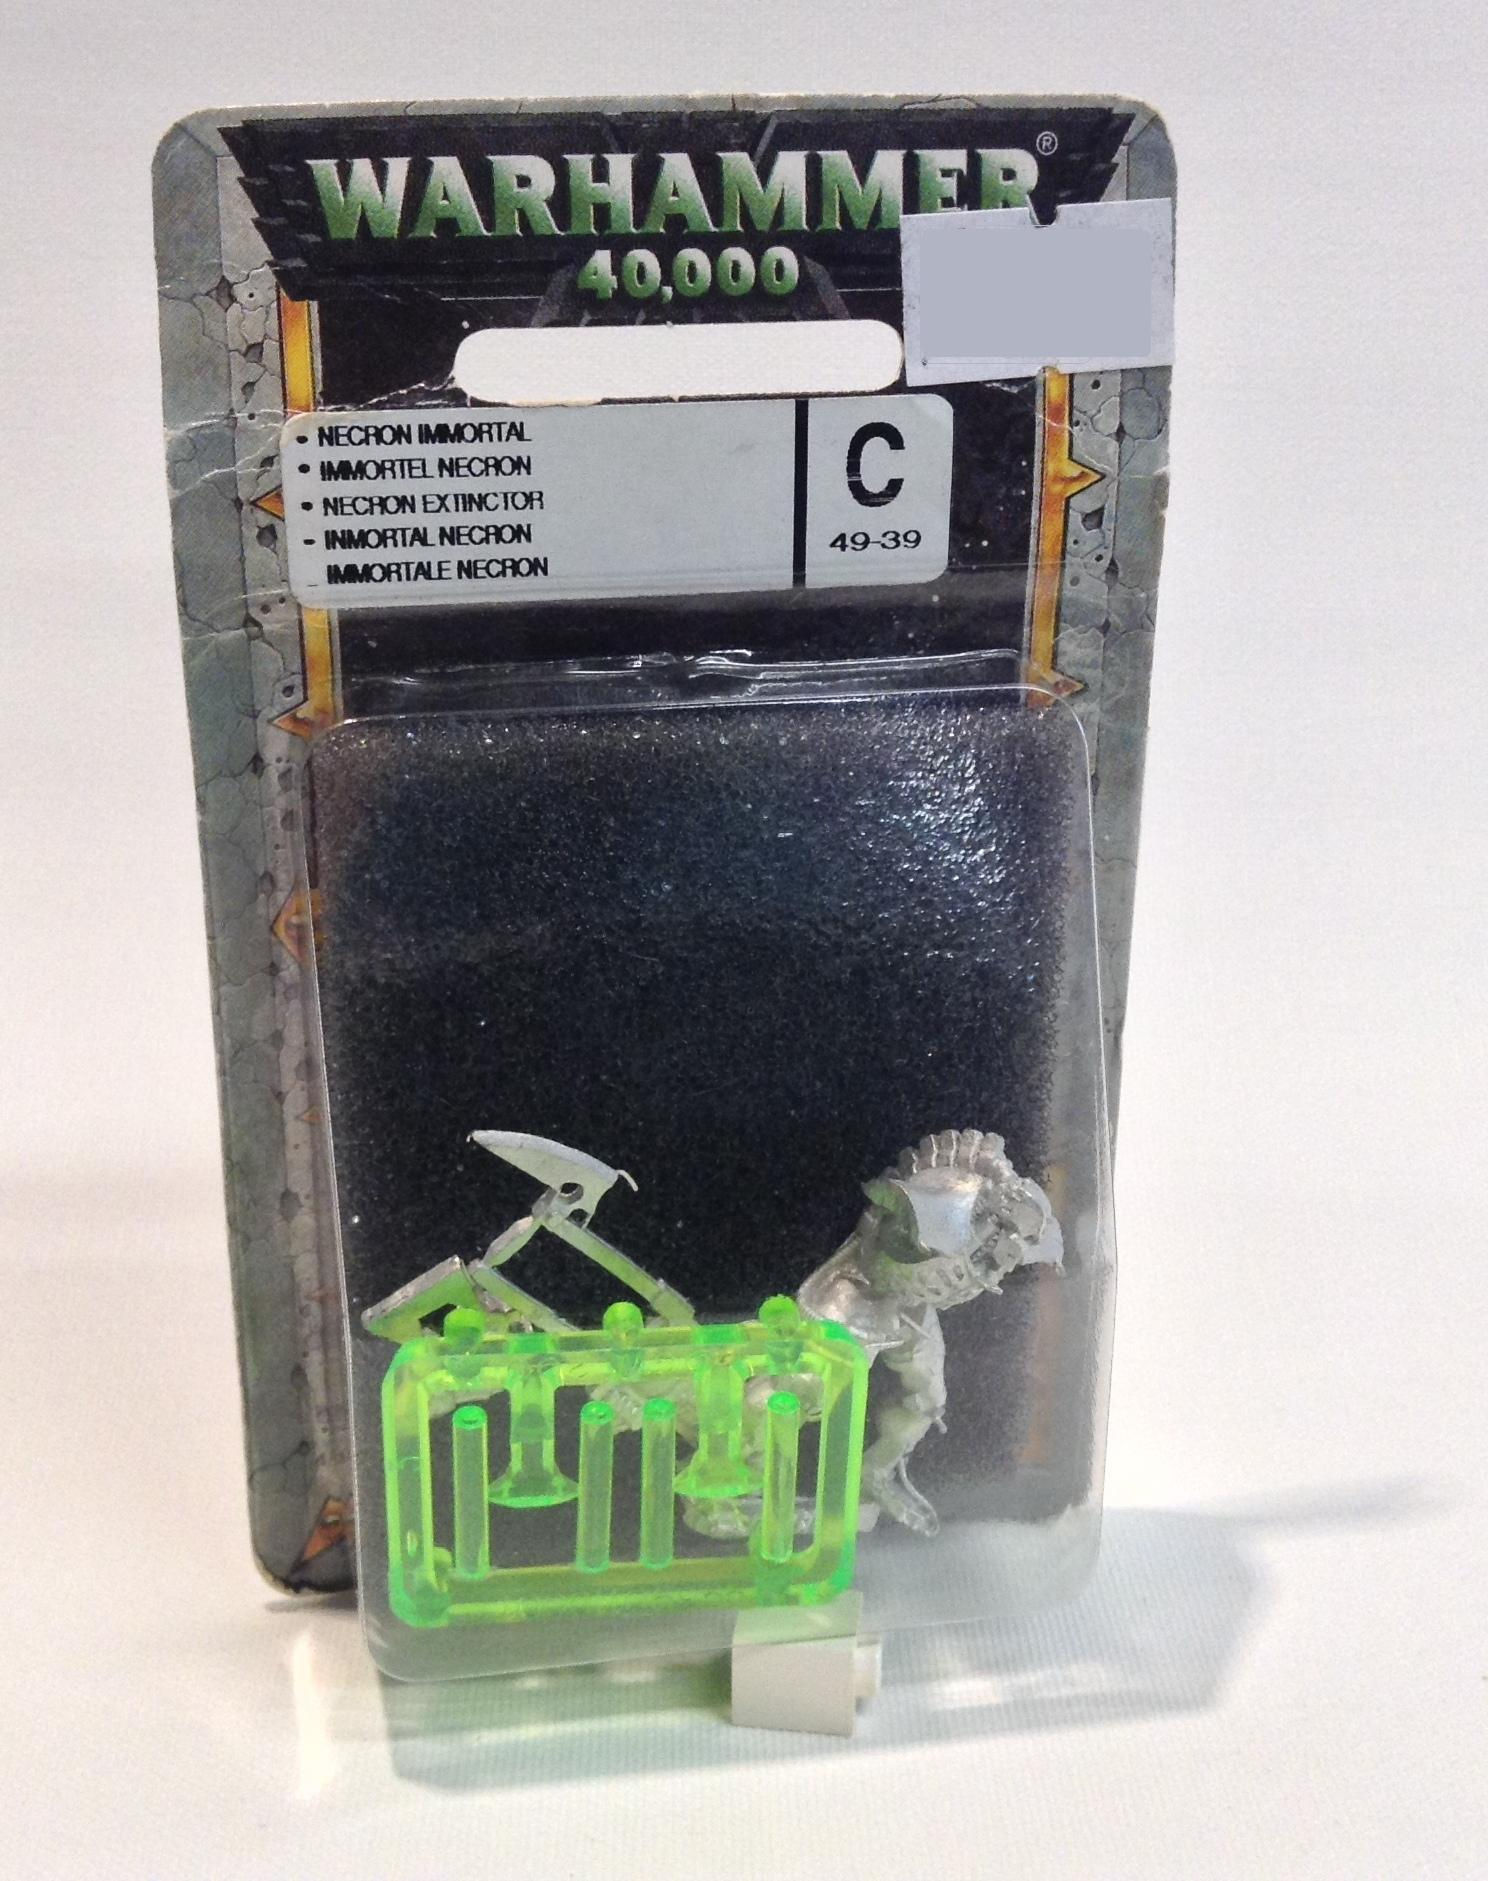 WARHAMMER®
40,000
• NECRON IMMORTAL
• IMMORTEL NECRON
• NECRON EXTINCTOR
- INMORTAL NECRON
IMMORTALE NECRON
C
49-39